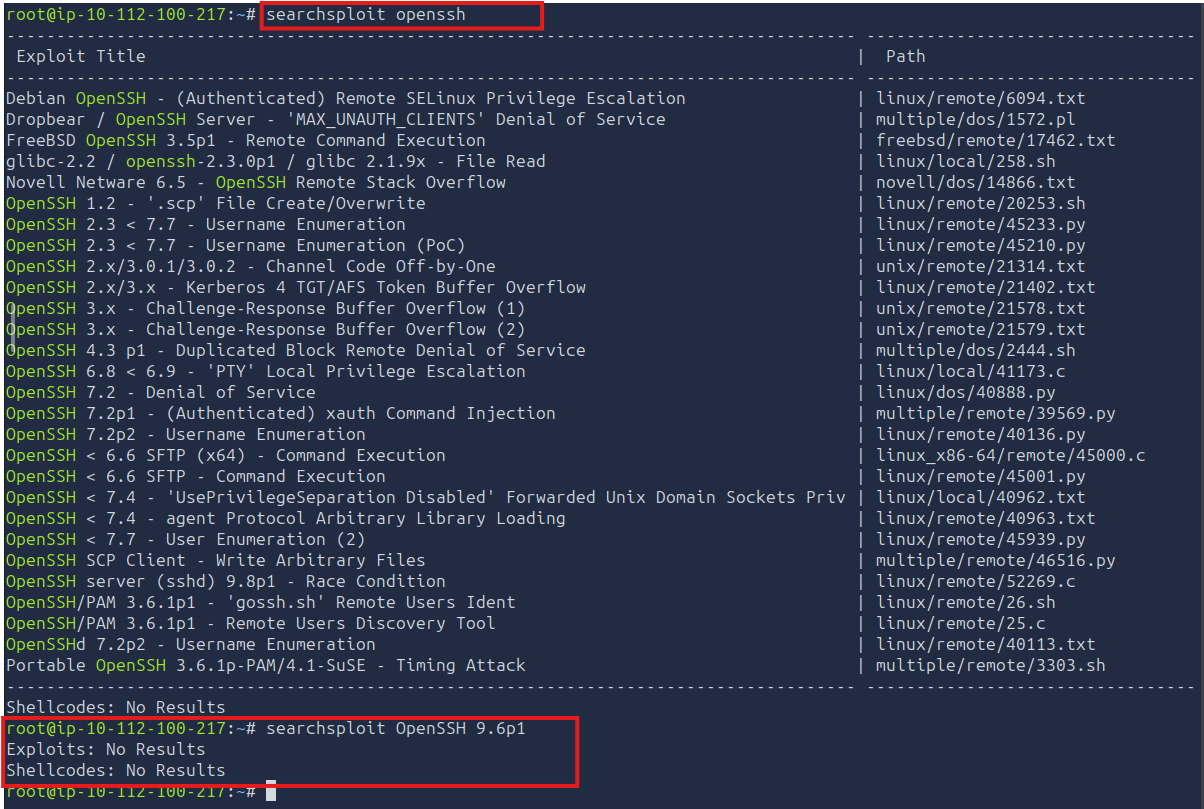 root@ip-10-112-100-217:~# searchsploit openssh
Exploit Title | Path
Debian OpenSSH - (Authenticated) Remote SELinux Privilege Escalation | linux/remote/6094.txt
Dropbear / OpenSSH Server - 'MAX_UNAUTH_CLIENTS' Denial of Service | multiple/dos/1572.pl
FreeBSD OpenSSH 3.5p1 - Remote Command Execution | freebsd/remote/17462.txt
glibc-2.2 / openssh-2.3.0p1 / glibc 2.1.9x - File Read | linux/local/258.sh
Novell Netware 6.5 - OpenSSH Remote Stack Overflow | novell/dos/14866.txt
OpenSSH 1.2 - '.scp' File Create/Overwrite | linux/remote/20253.sh
OpenSSH 2.3 < 7.7 - Username Enumeration | linux/remote/45233.py
OpenSSH 2.3 < 7.7 - Username Enumeration (PoC) | linux/remote/45210.py
OpenSSH 2.x/3.0.1/3.0.2 - Channel Code Off-by-One | unix/remote/21314.txt
OpenSSH 2.x/3.x - Kerberos 4 TGT/AFS Token Buffer Overflow | linux/remote/21402.txt
OpenSSH 3.x - Challenge-Response Buffer Overflow (1) | unix/remote/21578.txt
OpenSSH 3.x - Challenge-Response Buffer Overflow (2) | unix/remote/21579.txt
OpenSSH 4.3 p1 - Duplicated Block Remote Denial of Service | multiple/dos/2444.sh
OpenSSH 6.8 < 6.9 - 'PTY' Local Privilege Escalation | linux/local/41173.c
OpenSSH 7.2 - Denial of Service | linux/dos/40888.py
OpenSSH 7.2p1 - (Authenticated) xauth Command Injection | multiple/remote/39569.py
OpenSSH 7.2p2 - Username Enumeration | linux/remote/40136.py
OpenSSH < 6.6 SFTP (x64) - Command Execution | linux_x86-64/remote/45000.c
OpenSSH < 6.6 SFTP - Command Execution | linux/remote/45001.py
OpenSSH < 7.4 - 'UsePrivilegeSeparation Disabled' Forwarded Unix Domain Sockets Priv | linux/local/40962.txt
OpenSSH < 7.4 - agent Protocol Arbitrary Library Loading | linux/remote/40963.txt
OpenSSH < 7.7 - User Enumeration (2) | linux/remote/45939.py
OpenSSH SCP Client - Write Arbitrary Files | multiple/remote/46516.py
OpenSSH server (sshd) 9.8p1 - Race Condition | linux/remote/52269.c
OpenSSH/PAM 3.6.1p1 - 'gossh.sh' Remote Users Ident | linux/remote/26.sh
OpenSSH/PAM 3.6.1p1 - Remote Users Discovery Tool | linux/remote/25.c
OpenSSHd 7.2p2 - Username Enumeration | linux/remote/40113.txt
Portable OpenSSH 3.6.1p-PAM/4.1-SuSE - Timing Attack | multiple/remote/3303.sh
Shellcodes: No Results
root@ip-10-112-100-217:~# searchsploit OpenSSH 9.6p1
Exploits: No Results
Shellcodes: No Results
root@ip-10-112-100-217:~#